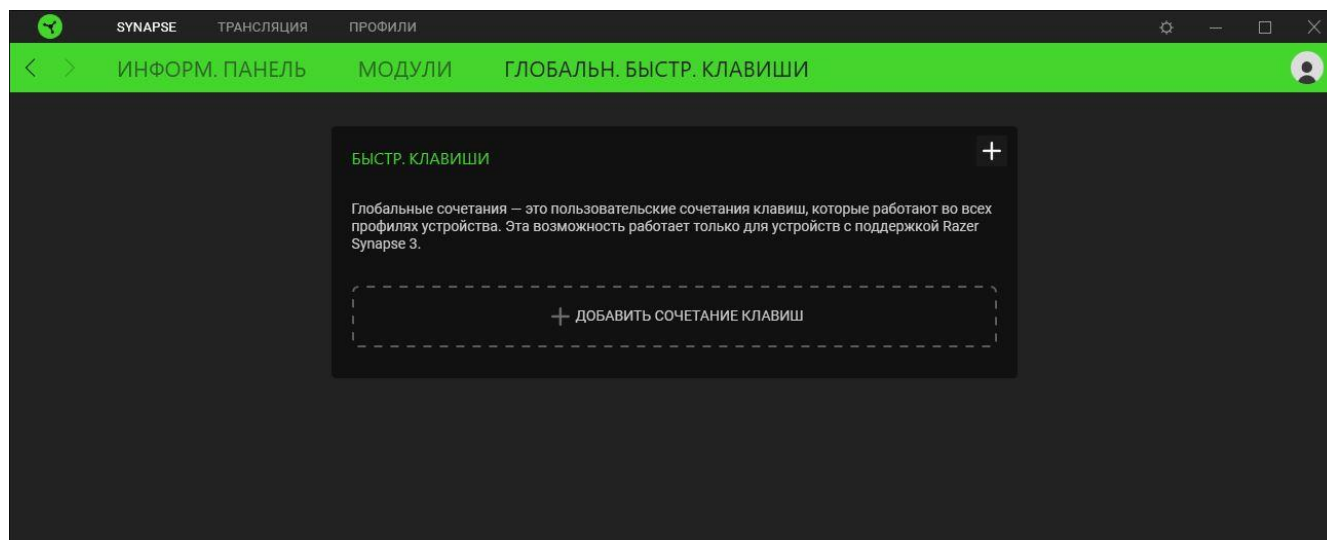 SYNAPSE ТРАНСЛЯЦИЯ ПРОФИЛИ
ИНФОРМ. ПАНЕЛЬ МОДУЛИ ГЛОБАЛЬН. БЫСТР. КЛАВИШИ
БЫСТР. КЛАВИШИ
Глобальные сочетания — это пользовательские сочетания клавиш, которые работают во всех
профилях устройства. Эта возможность работает только для устройств с поддержкой Razer
Synapse 3.
ДОБАВИТЬ СОЧЕТАНИЕ КЛАВИШ